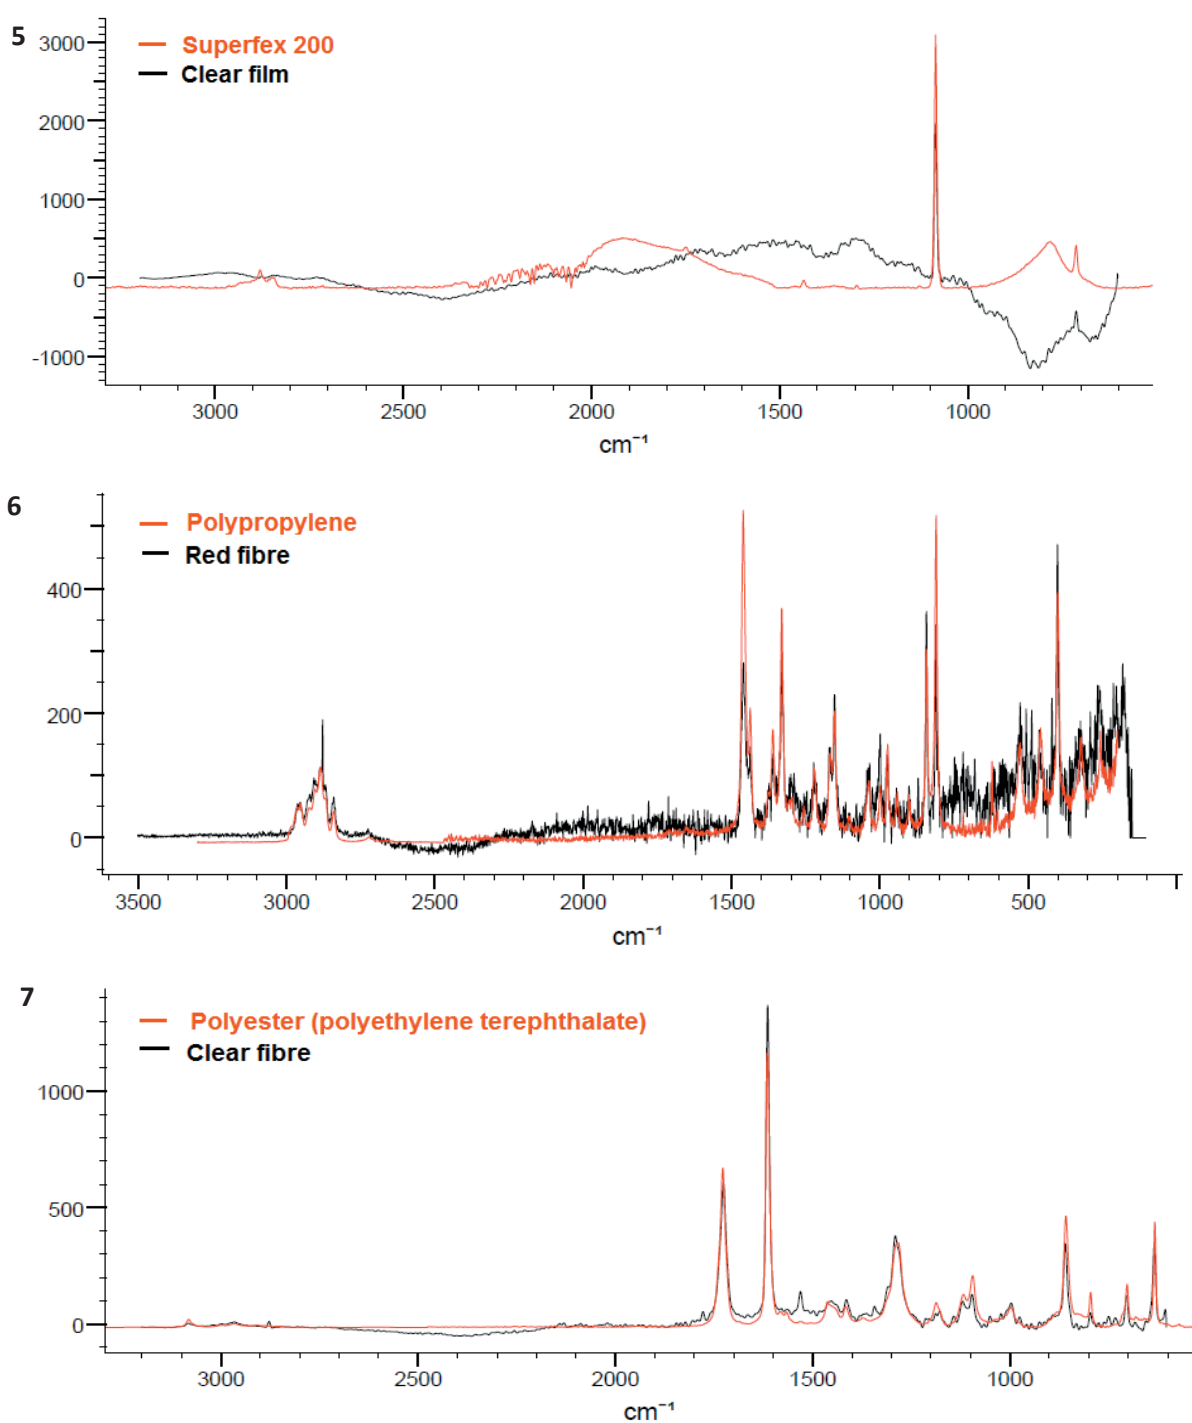 5
Superfex 200
Clear film
3000
2000
1000
0
-1000
3000 2500 2000 1500 1000
cm⁻¹
6
Polypropylene
Red fibre
400
200
0
3500 3000 2500 2000 1500 1000 500
cm⁻¹
7
Polyester (polyethylene terephthalate)
Clear fibre
1000
500
0
3000 2500 2000 1500 1000
cm⁻¹